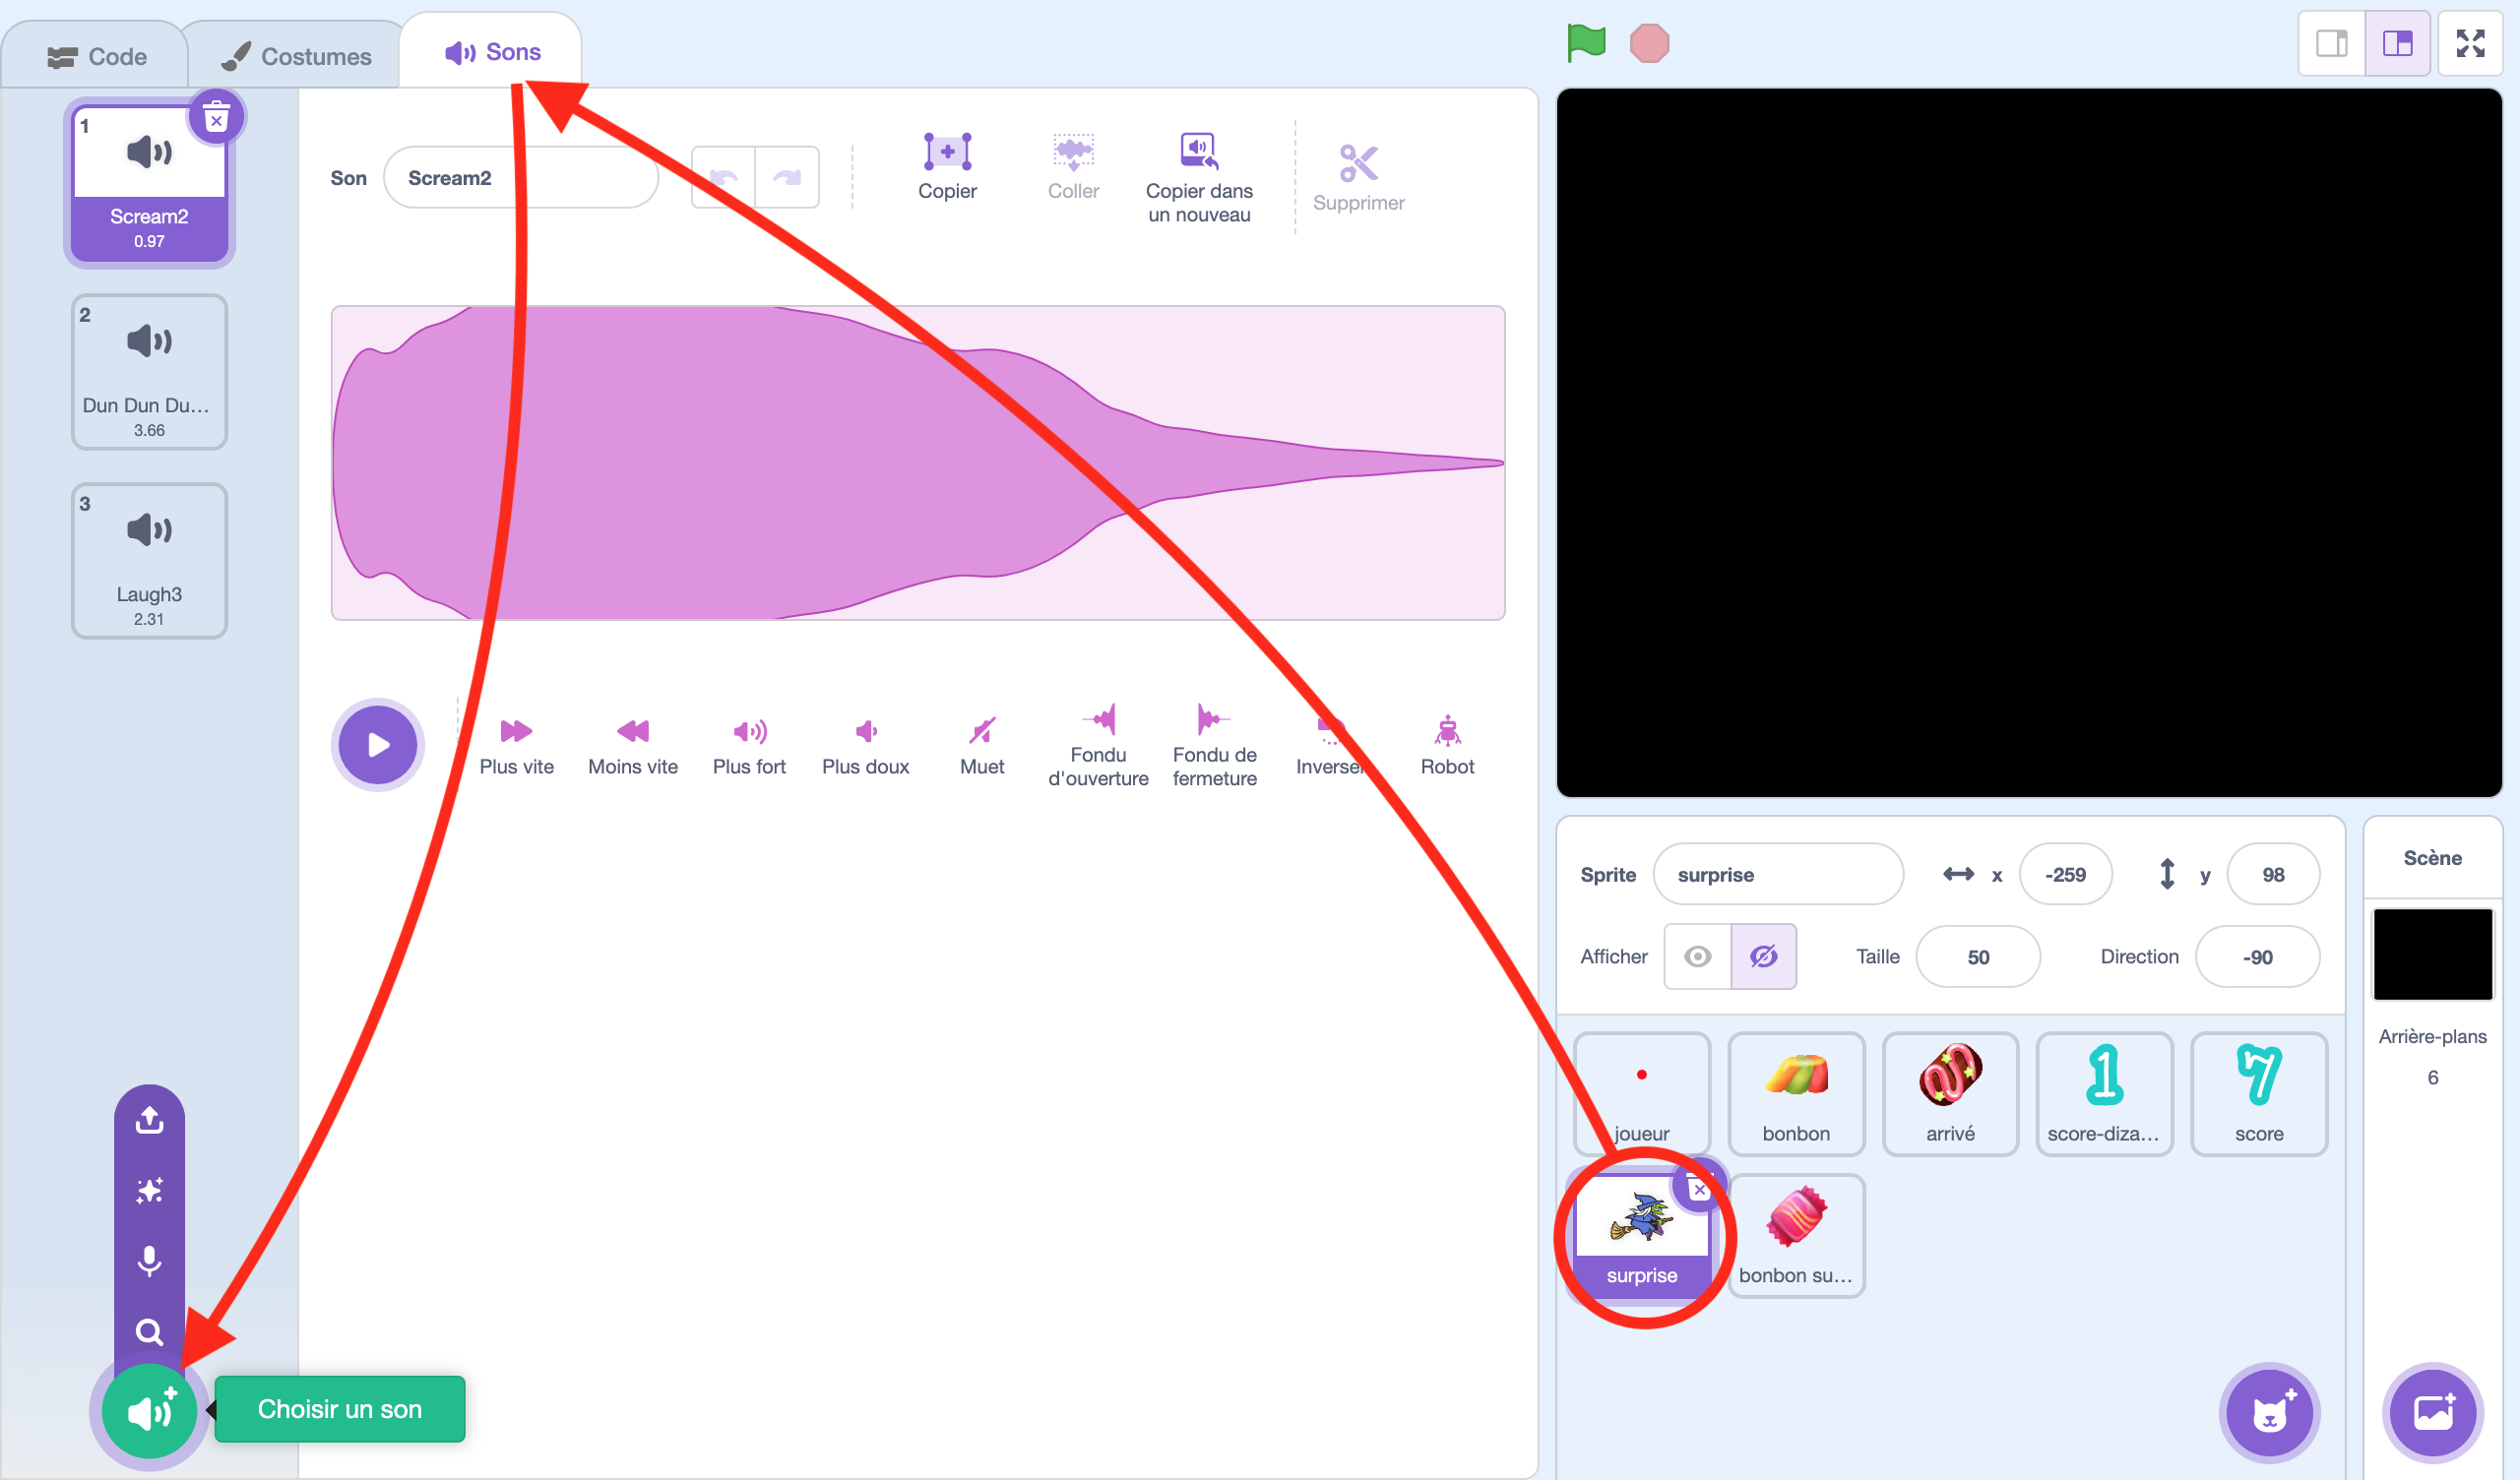 Code
Costumes
Sons
1
Scream2
0.97
2
Dun Dun Du...
3.66
3
Laugh3
2.31
Son
Scream2
Copier
Coller
Copier dans
un nouveau
Supprimer
Plus vite
Moins vite
Plus fort
Plus doux
Muet
Fondu
d'ouverture
Fondu de
fermeture
Inverser
Robot
Choisir un son
Sprite
surprise
x
-259
y
98
Afficher
Taille
50
Direction
-90
joueur
bonbon
arrivé
1
score-diza...
7
score
surprise
bonbon su...
Scène
Arrière-plans
6